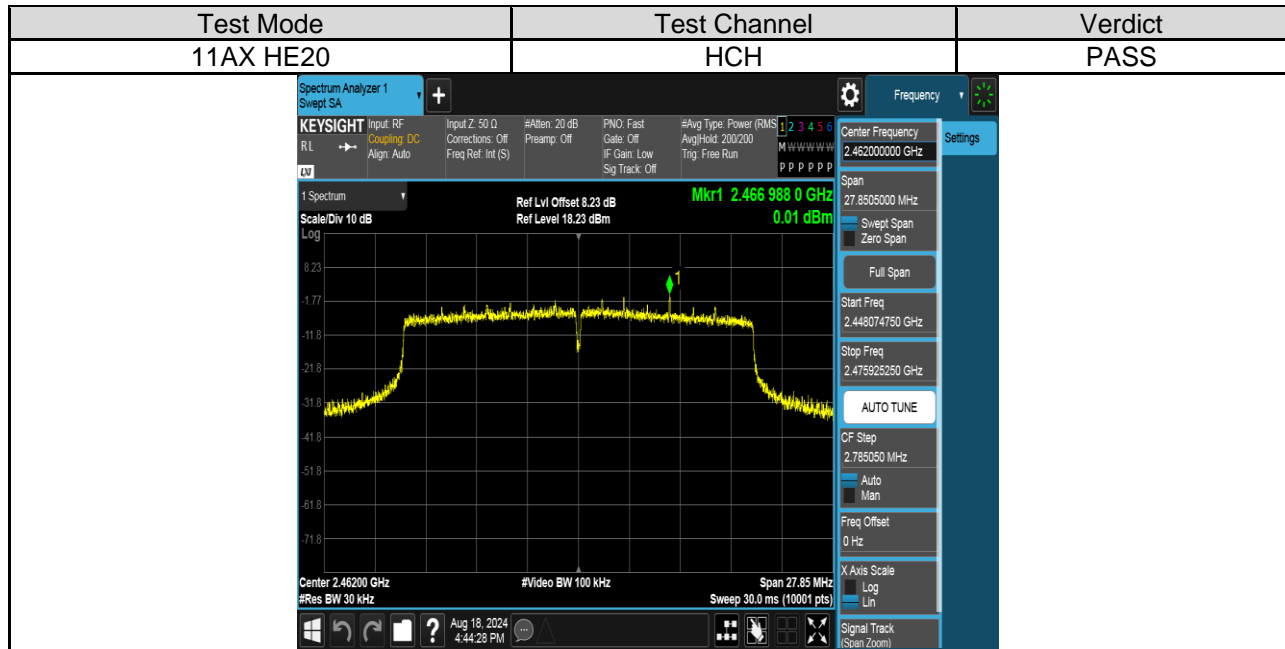 Test Mode Test Channel Verdict
11AX HE20 HCH PASS
Spectrum Analyzer 1
Swept SA
+
Frequency
KEYSIGHT
RL
LXI
Input: RF
Coupling: DC
Align: Auto
Input Z: 50 Ω
Corrections: Off
Freq Ref: Int (S)
#Atten: 20 dB
Preamp: Off
PNO: Fast
Gate: Off
IF Gain: Low
Sig Track: Off
#Avg Type: Power (RMS
Avg|Hold: 200/200
Trig: Free Run
1 2 3 4 5 6
M W W W W W
P P P P P P
1 Spectrum
Scale/Div 10 dB
Log
Ref Lvl Offset 8.23 dB
Ref Level 18.23 dBm
Mkr1 2.466 988 0 GHz
0.01 dBm
1
8.23
-1.77
-11.8
-21.8
-31.8
-41.8
-51.8
-61.8
-71.8
Center 2.46200 GHz
#Res BW 30 kHz
#Video BW 100 kHz
Span 27.85 MHz
Sweep 30.0 ms (10001 pts)
Center Frequency
2.462000000 GHz
Settings
Span
27.8505000 MHz
Swept Span
Zero Span
Full Span
Start Freq
2.448074750 GHz
Stop Freq
2.475925250 GHz
AUTO TUNE
CF Step
2.785050 MHz
Auto
Man
Freq Offset
0 Hz
X Axis Scale
Log
Lin
Signal Track
(Span Zoom)
?
Aug 18, 2024
4:44:28 PM